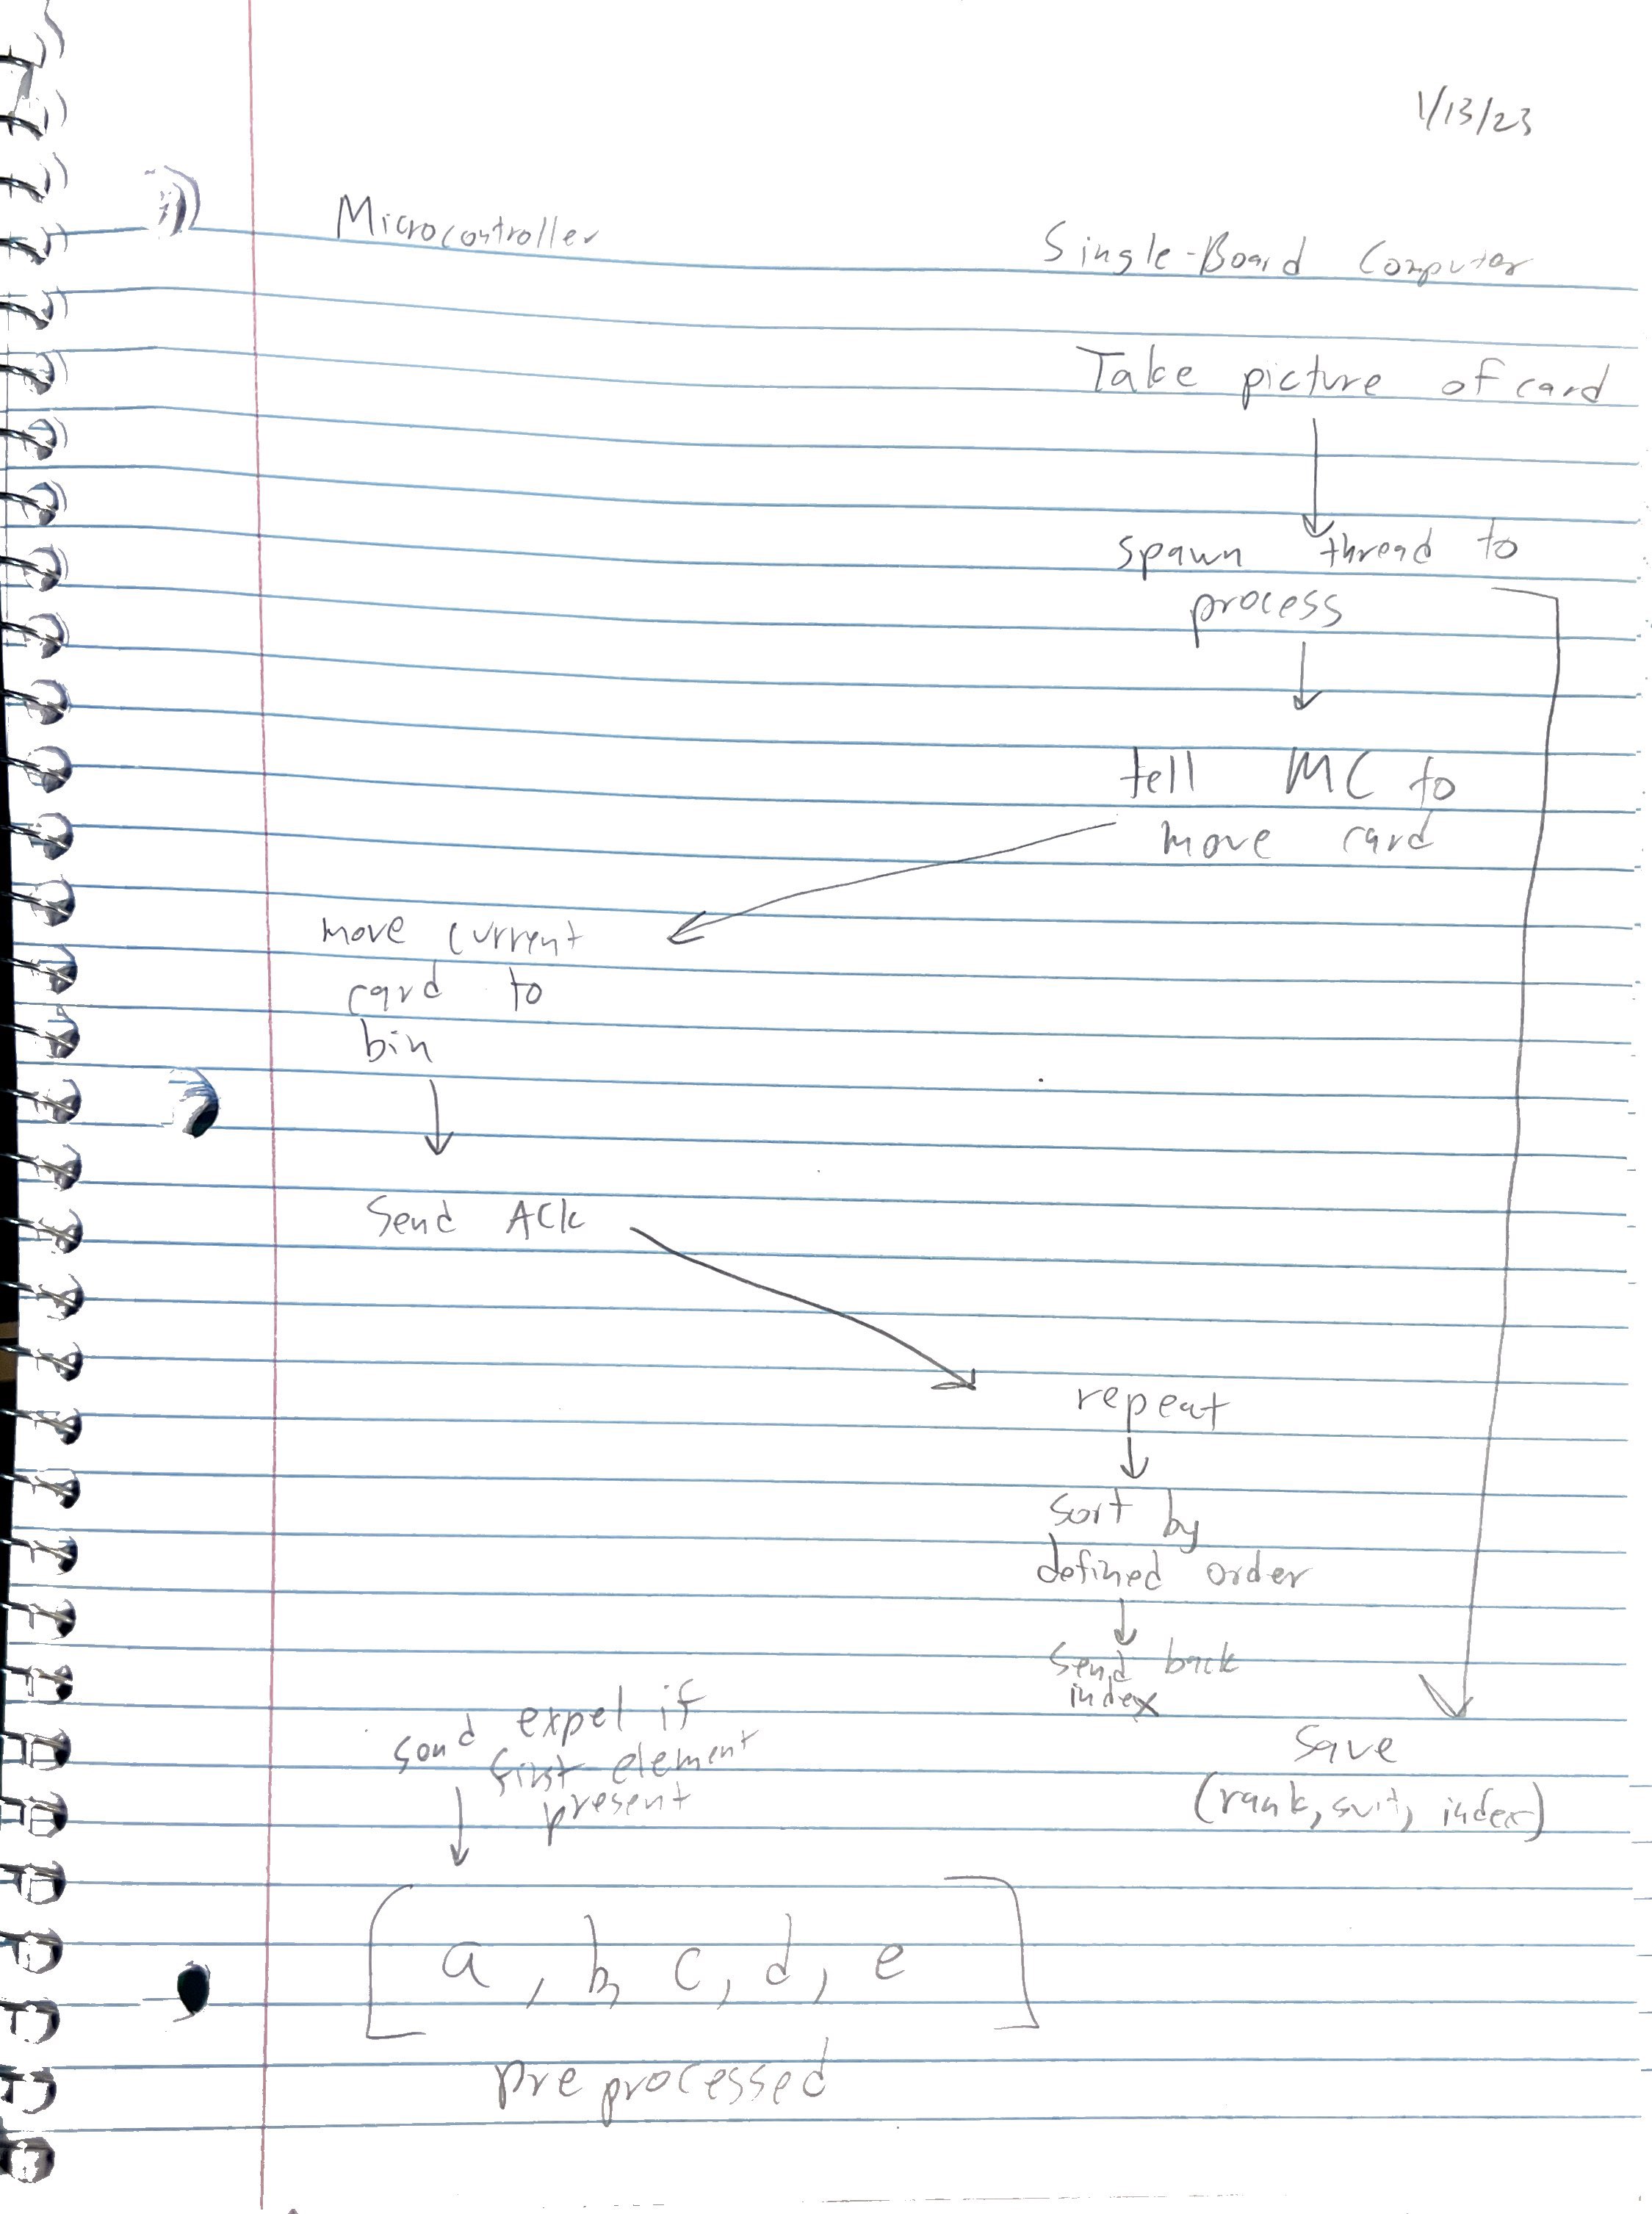 1/13/23
Microcontroller
Single-Board Computer
Take picture of card
spawn thread to
process
tell MC to
move card
move current
card to
bin
Send ACK
repeat
sort by
defined order
send back
index
send expel if
first element
present
Save
(rank, suit, index)
[a, b, c, d, e]
preprocessed